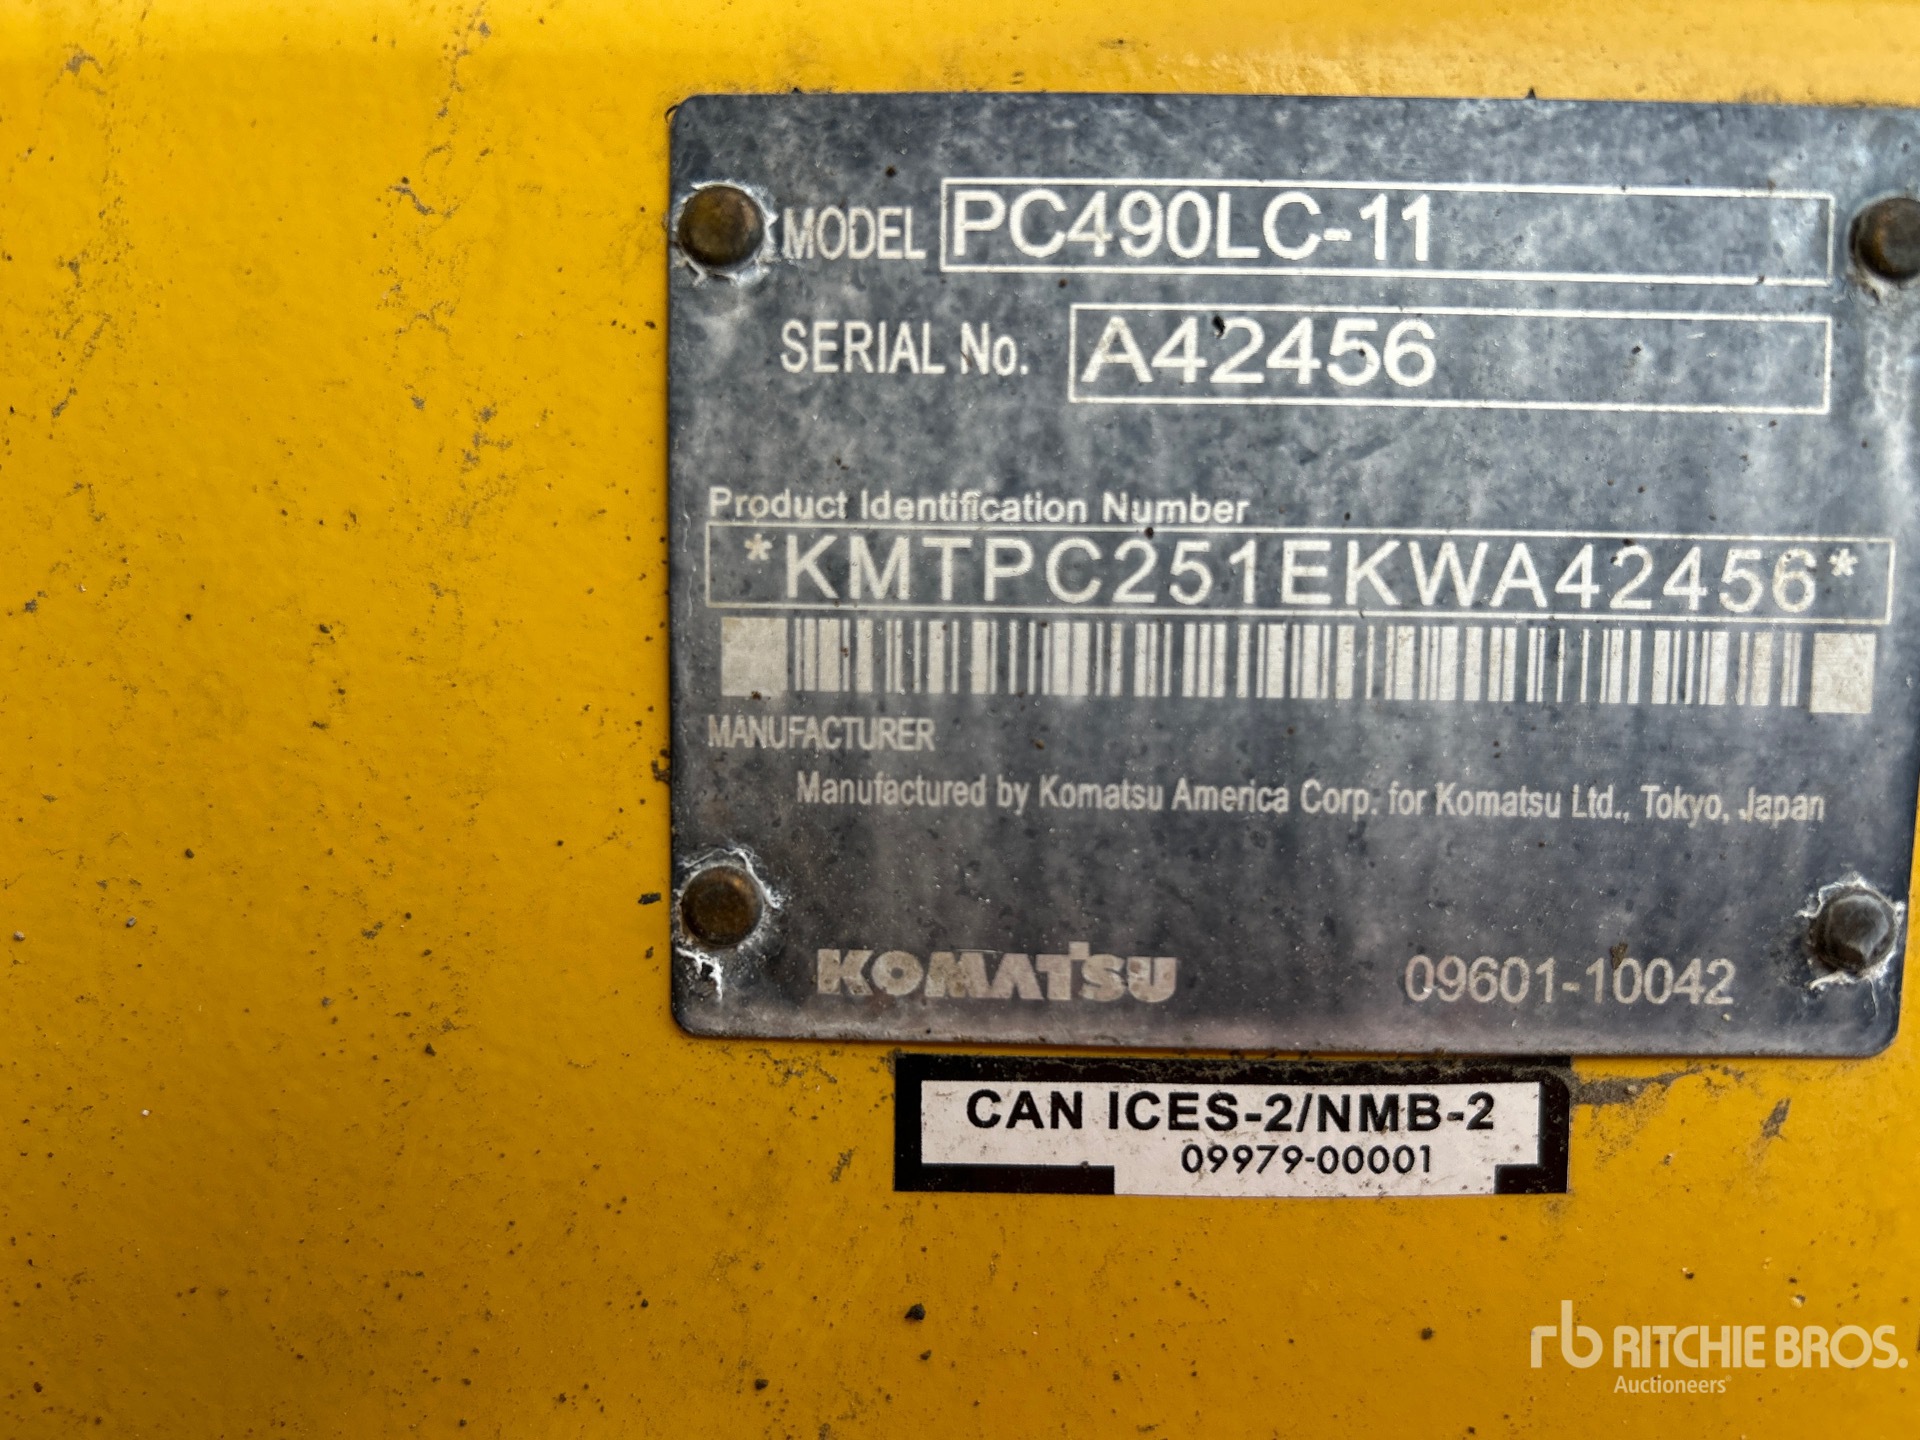 MODEL PC490LC-11
SERIAL No. A42456
Product Identification Number
*KMTPC251EKWA42456*
MANUFACTURER
Manufactured by Komatsu America Corp. for Komatsu Ltd., Tokyo, Japan
KOMATSU 09601-10042
CAN ICES-2/NMB-2
09979-00001
rb RITCHIE BROS.
Auctioneers